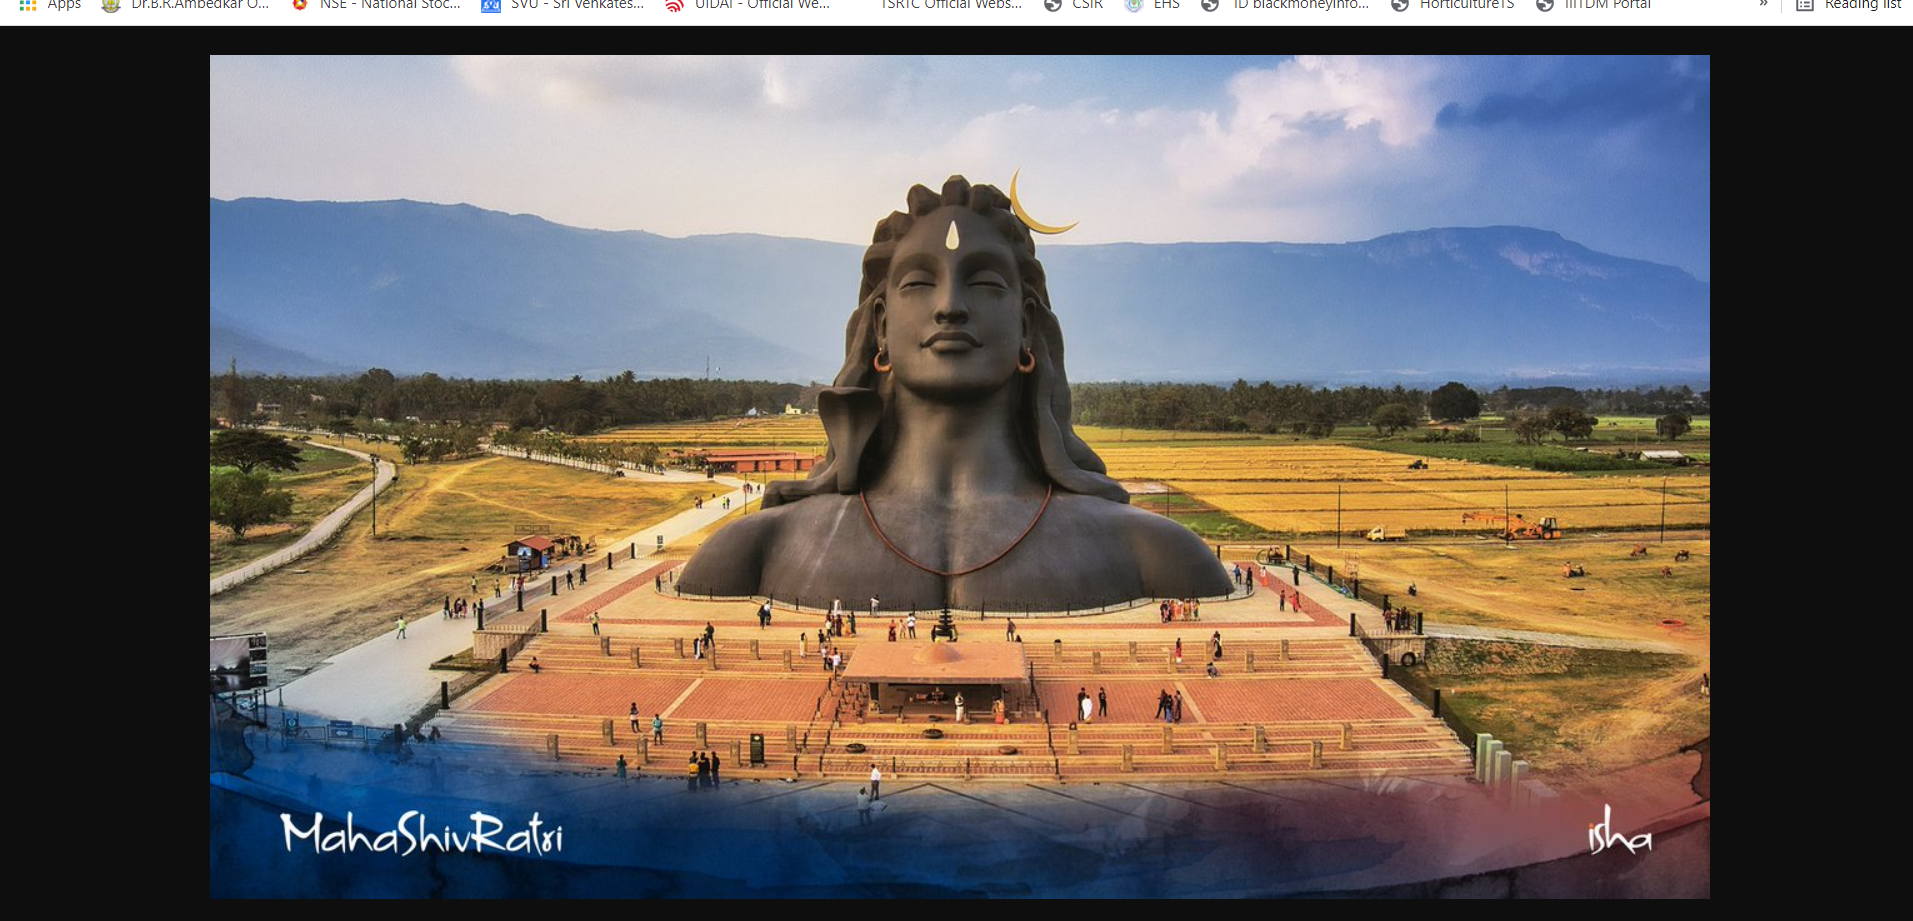 Apps Dr.B.R.Ambedkar O... NSE - National Stoc... SVU - Sri Venkates... UIDAI - Official We... TSRTC Official Webs... CSIR EHS ID blackmoneyinfo... HorticultureTS IIITDM Portal » Reading list
MahaShivRatri
isha